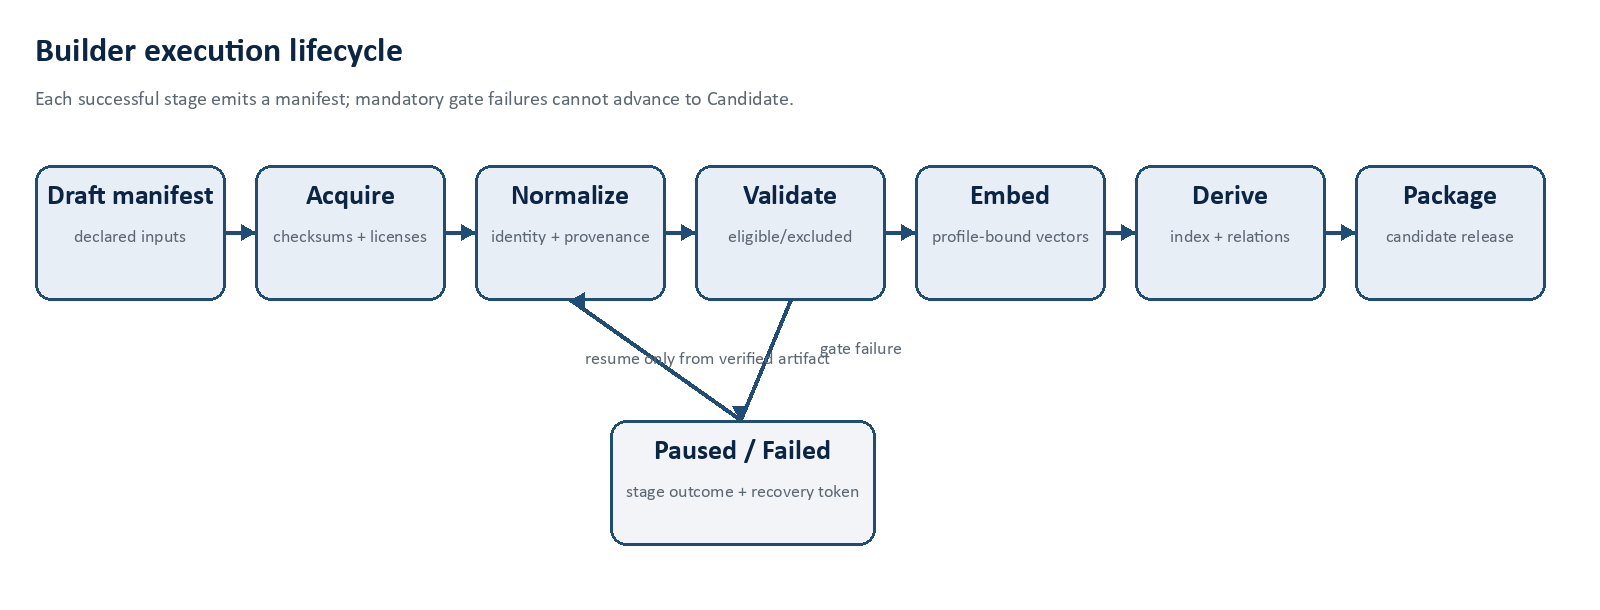 Builder execution lifecycle
Each successful stage emits a manifest; mandatory gate failures cannot advance to Candidate.
Draft manifest
declared inputs
Acquire
checksums + licenses
Normalize
identity + provenance
Validate
eligible/excluded
Embed
profile-bound vectors
Derive
index + relations
Package
candidate release
gate failure
resume only from verified artifact
Paused / Failed
stage outcome + recovery token